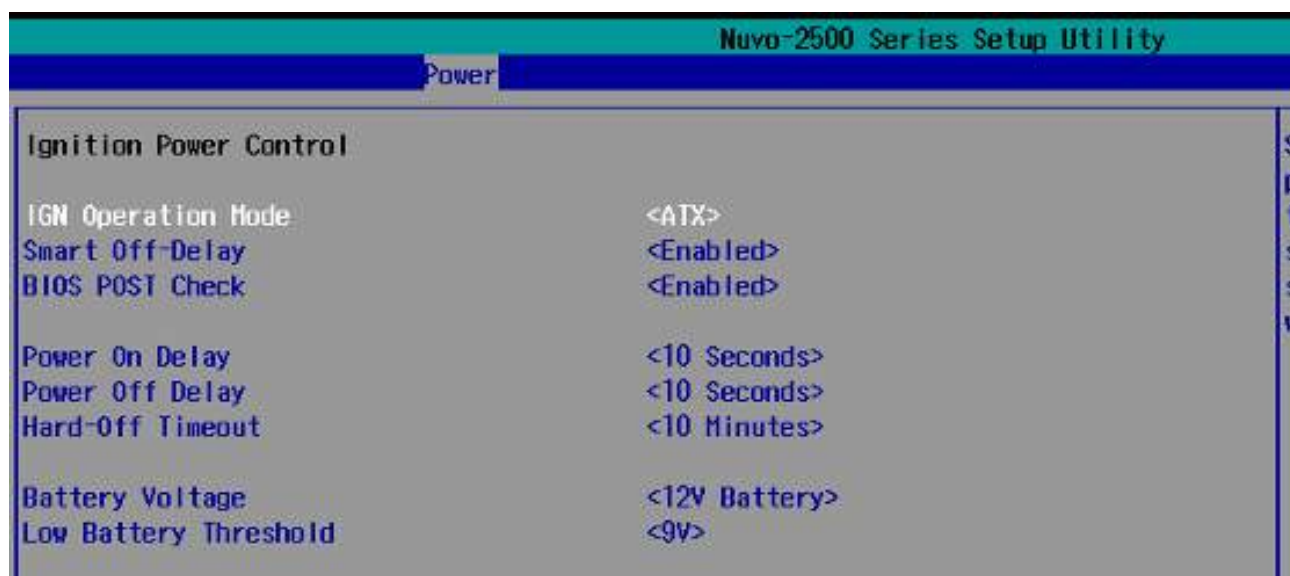 Nuvo-2500 Series Setup Utility
Power
Ignition Power Control
IGN Operation Mode <ATX>
Smart Off-Delay <Enabled>
BIOS POST Check <Enabled>
Power On Delay <10 Seconds>
Power Off Delay <10 Seconds>
Hard-Off Timeout <10 Minutes>
Battery Voltage <12V Battery>
Low Battery Threshold <9V>